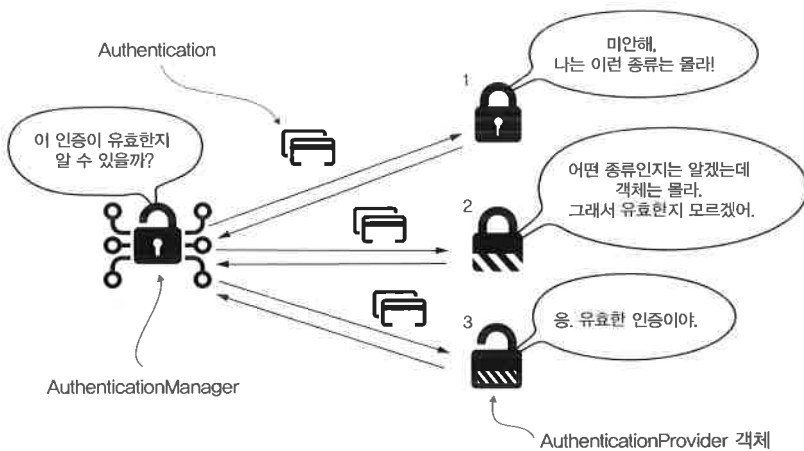 Authentication
이 인증이 유효한지
알 수 있을까?
AuthenticationManager
1
미안해,
나는 이런 종류는 몰라!
2
어떤 종류인지는 알겠는데
객체는 몰라.
그래서 유효한지 모르겠어.
3
응. 유효한 인증이야.
AuthenticationProvider 객체